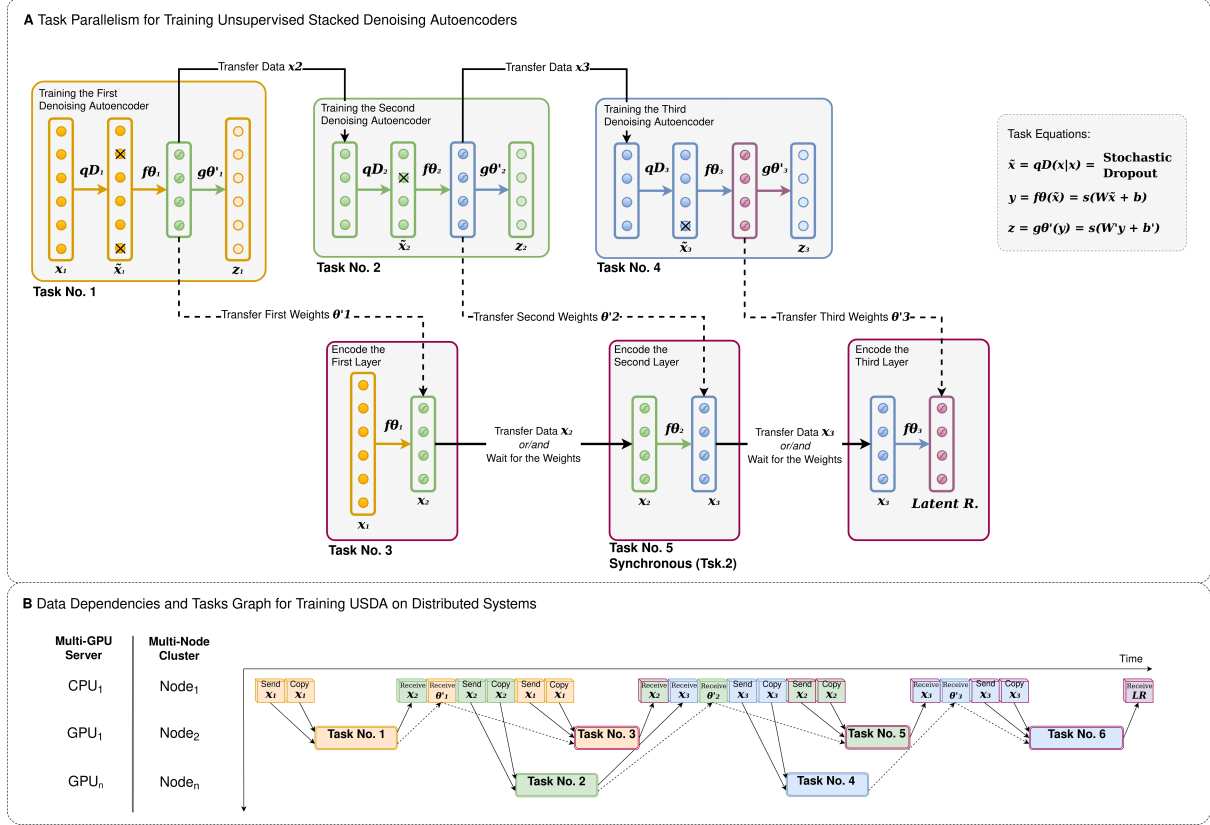 A Task Parallelism for Training Unsupervised Stacked Denoising Autoencoders
Transfer Data x2
Transfer Data x3
Training the First
Denoising Autoencoder
qD₁
fθ₁
gθ'₁
x₁
x̃₁
z₁
Task No. 1
Training the Second
Denoising Autoencoder
qD₂
fθ₂
gθ'₂
x̃₂
z₂
Task No. 2
Training the Third
Denoising Autoencoder
qD₃
fθ₃
gθ'₃
x̃₃
z₃
Task No. 4
Task Equations:
x̃ = qD(x|x) = Stochastic
Dropout
y = fθ(x̃) = s(Wx̃ + b)
z = gθ'(y) = s(W'y + b')
Transfer First Weights θ'1
Transfer Second Weights θ'2
Transfer Third Weights θ'3
Encode the
First Layer
fθ₁
x₁
x₂
Task No. 3
Transfer Data x₂
or/and
Wait for the Weights
Encode the
Second Layer
fθ₂
x₂
x₃
Task No. 5
Synchronous (Tsk.2)
Transfer Data x₃
or/and
Wait for the Weights
Encode the
Third Layer
fθ₃
x₃
Latent R.
B Data Dependencies and Tasks Graph for Training USDA on Distributed Systems
Multi-GPU
Server
Multi-Node
Cluster
Time
CPU₁
Node₁
Send x₁
Copy x₁
Receive x₂
Receive θ'₁
Send x₂
Copy x₂
Send x₁
Copy x₁
Receive x₂
Receive x₃
Receive θ'₂
Send x₃
Copy x₃
Send x₂
Copy x₂
Receive x₃
Receive θ'₃
Send x₃
Copy x₃
Receive LR
GPU₁
Node₂
Task No. 1
Task No. 3
Task No. 5
Task No. 6
GPUₙ
Nodeₙ
Task No. 2
Task No. 4